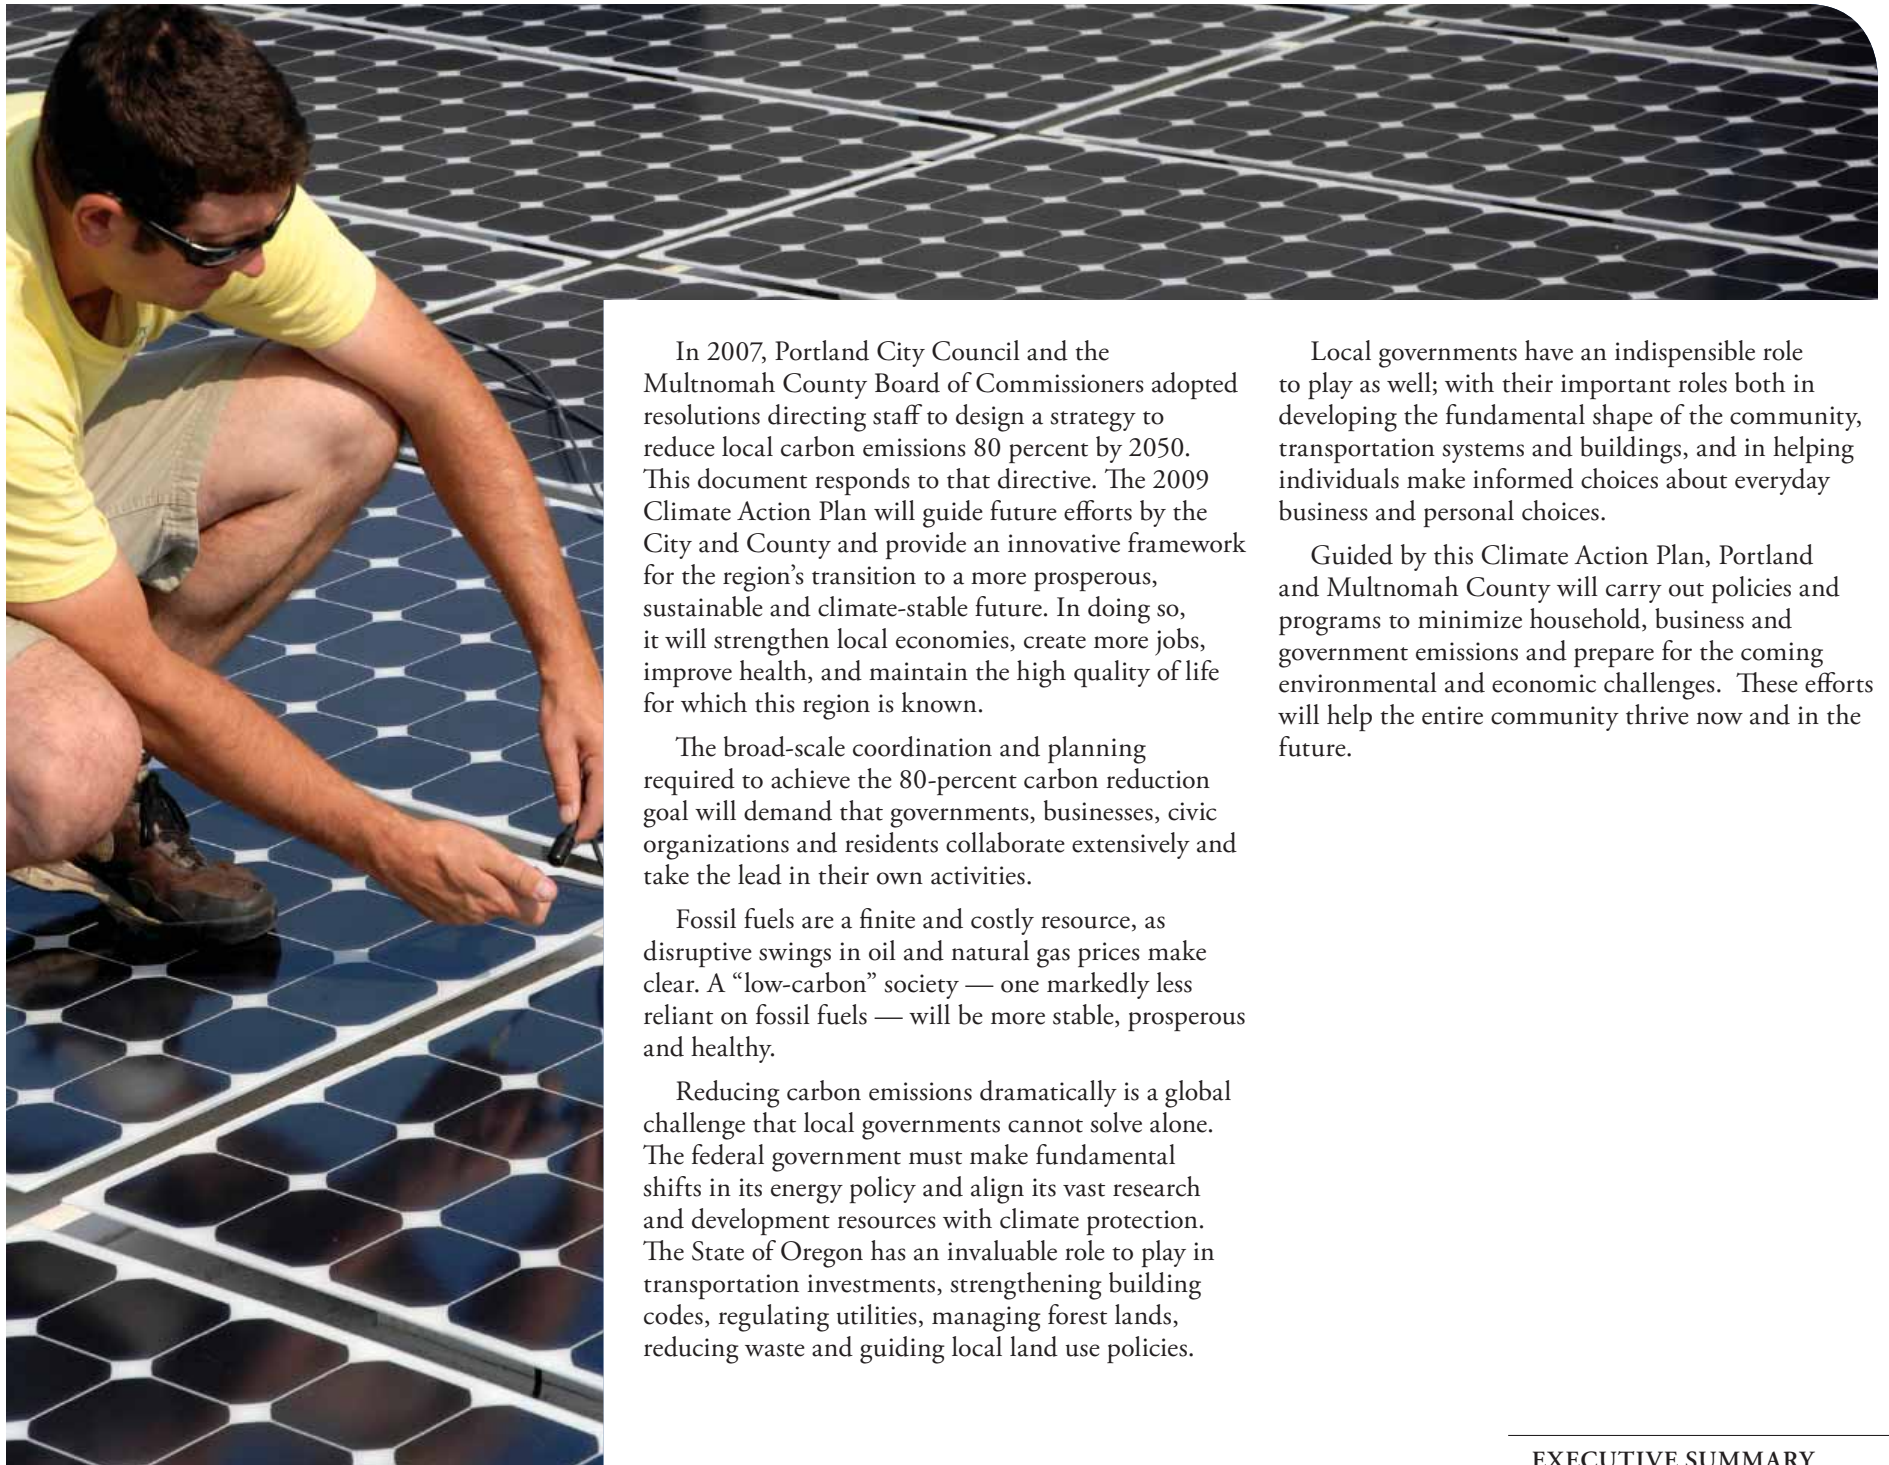 In 2007, Portland City Council and the
Multnomah County Board of Commissioners adopted
resolutions directing staff to design a strategy to
reduce local carbon emissions 80 percent by 2050.
This document responds to that directive. The 2009
Climate Action Plan will guide future efforts by the
City and County and provide an innovative framework
for the region's transition to a more prosperous,
sustainable and climate-stable future. In doing so,
it will strengthen local economies, create more jobs,
improve health, and maintain the high quality of life
for which this region is known.
The broad-scale coordination and planning
required to achieve the 80-percent carbon reduction
goal will demand that governments, businesses, civic
organizations and residents collaborate extensively and
take the lead in their own activities.
Fossil fuels are a finite and costly resource, as
disruptive swings in oil and natural gas prices make
clear. A “low-carbon” society — one markedly less
reliant on fossil fuels — will be more stable, prosperous
and healthy.
Reducing carbon emissions dramatically is a global
challenge that local governments cannot solve alone.
The federal government must make fundamental
shifts in its energy policy and align its vast research
and development resources with climate protection.
The State of Oregon has an invaluable role to play in
transportation investments, strengthening building
codes, regulating utilities, managing forest lands,
reducing waste and guiding local land use policies.
Local governments have an indispensible role
to play as well; with their important roles both in
developing the fundamental shape of the community,
transportation systems and buildings, and in helping
individuals make informed choices about everyday
business and personal choices.
Guided by this Climate Action Plan, Portland
and Multnomah County will carry out policies and
programs to minimize household, business and
government emissions and prepare for the coming
environmental and economic challenges.  These efforts
will help the entire community thrive now and in the
future.
EXECUTIVE SUMMARY